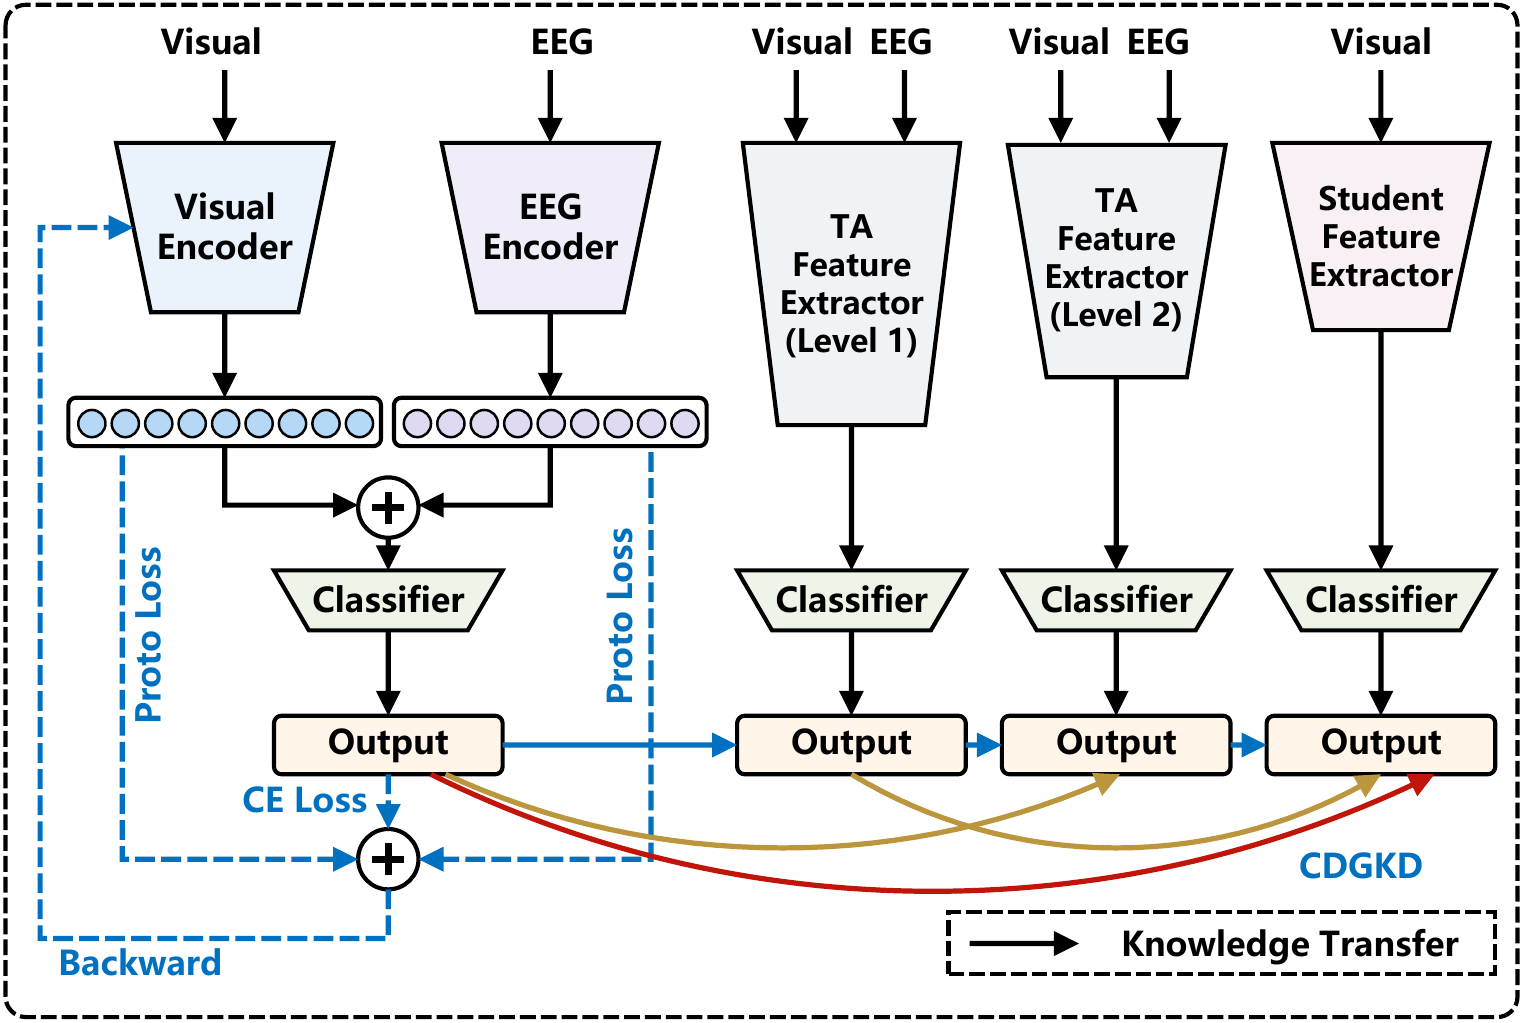 Visual
EEG
Visual EEG
Visual EEG
Visual
Visual
Encoder
EEG
Encoder
TA
Feature
Extractor
(Level 1)
TA
Feature
Extractor
(Level 2)
Student
Feature
Extractor
Proto Loss
Proto Loss
Classifier
Classifier
Classifier
Classifier
Output
Output
Output
Output
CE Loss
CDGKD
Backward
Knowledge Transfer